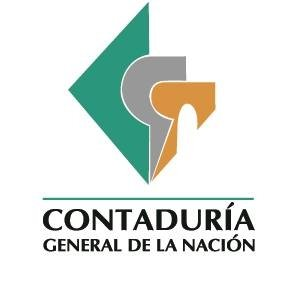 CONTADURÍA
GENERAL DE LA NACIÓN